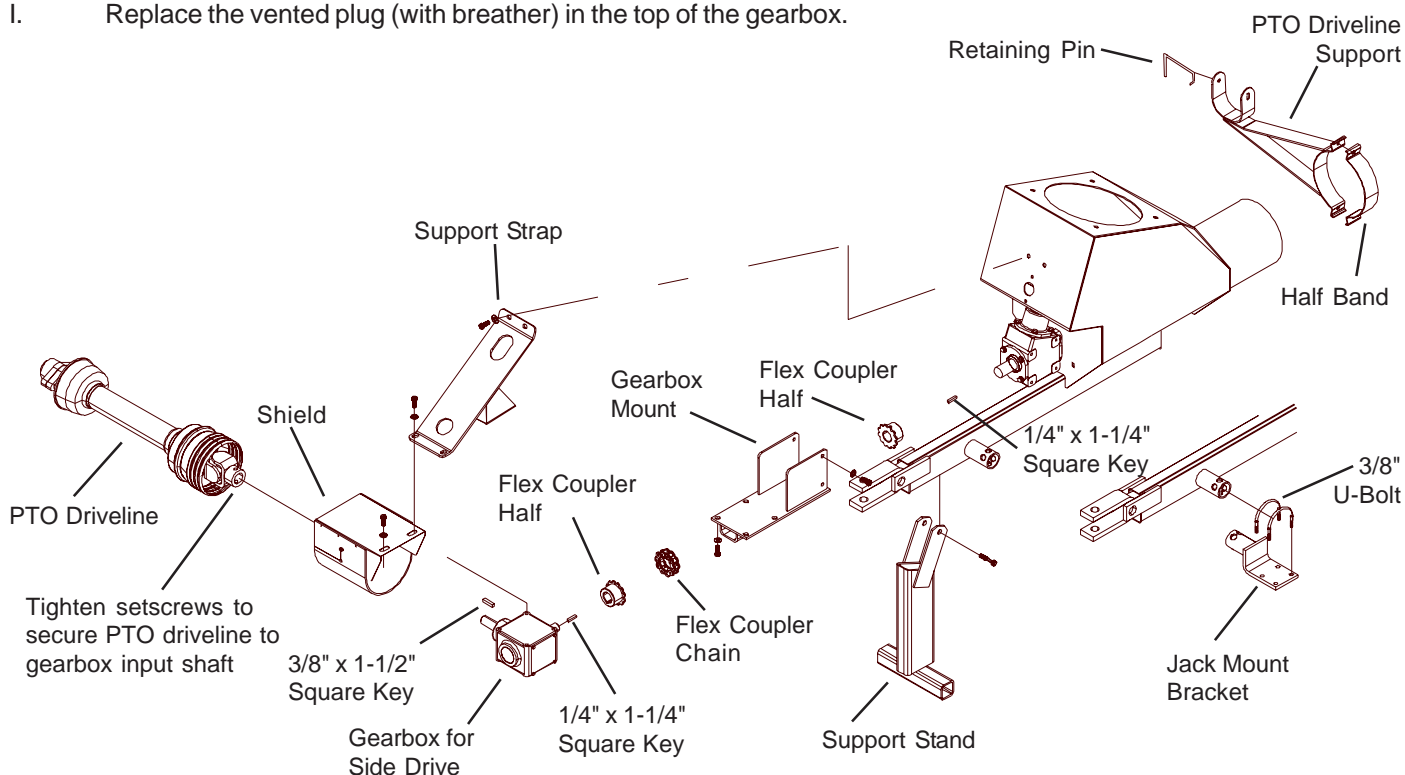 I. Replace the vented plug (with breather) in the top of the gearbox.
PTO Driveline
Support
Retaining Pin
Half Band
Support Strap
Flex Coupler
Half
Gearbox
Mount
Shield
1/4" x 1-1/4"
Square Key
3/8"
U-Bolt
Flex Coupler
Half
PTO Driveline
Tighten setscrews to
secure PTO driveline to
gearbox input shaft
3/8" x 1-1/2"
Square Key
Flex Coupler
Chain
Jack Mount
Bracket
1/4" x 1-1/4"
Square Key
Gearbox for
Side Drive
Support Stand